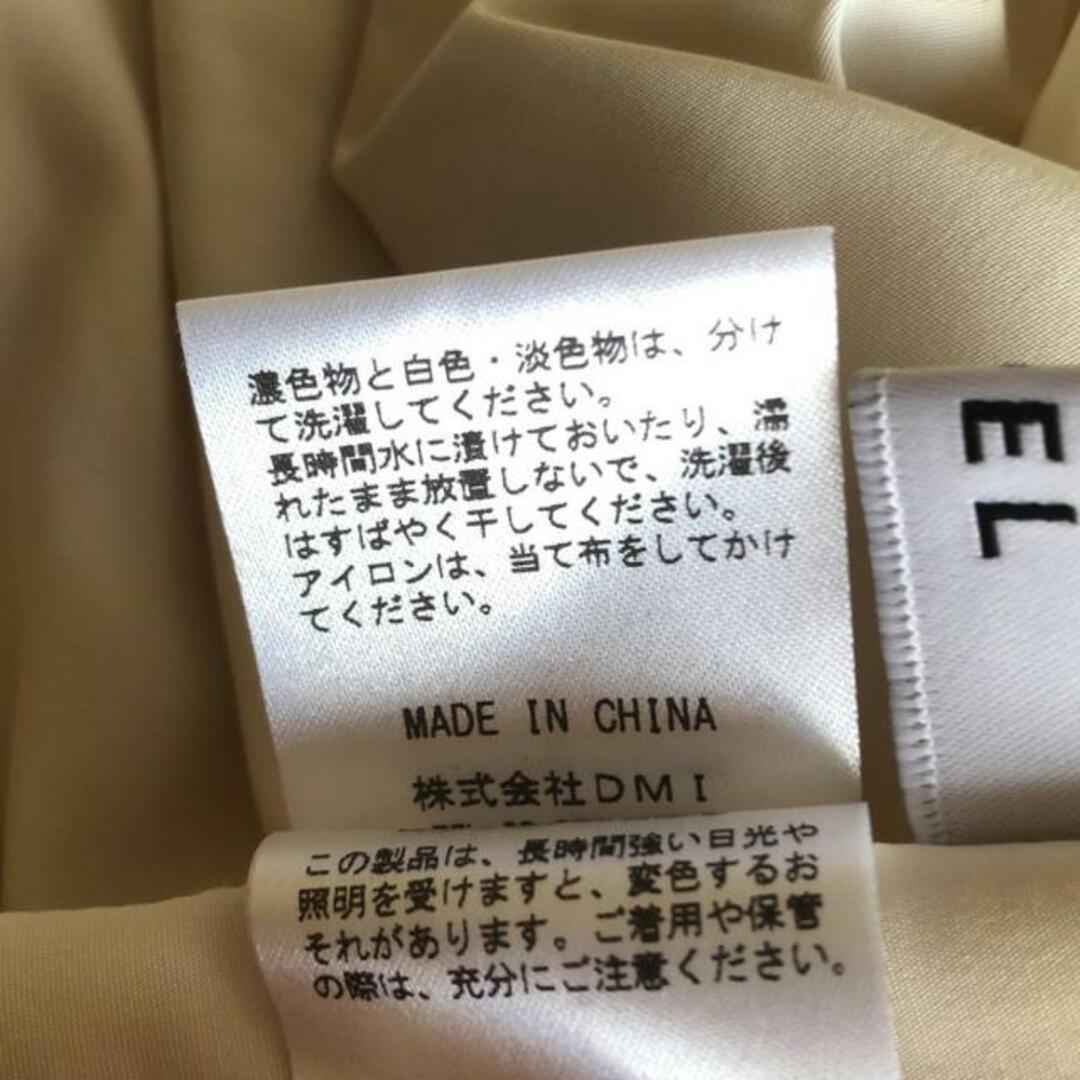 濃色物と白色・淡色物は、分け
て洗濯してください。
長時間水に漬けておいたり、濡
れたまま放置しないで、洗濯後
はすばやく干してください。
アイロンは、当て布をしてかけ
てください。
MADE IN CHINA
株式会社DMI
この製品は、長時間強い日光や
照明を受けますと、変色するお
それがあります。ご着用や保管
の際は、充分にご注意ください。
EL